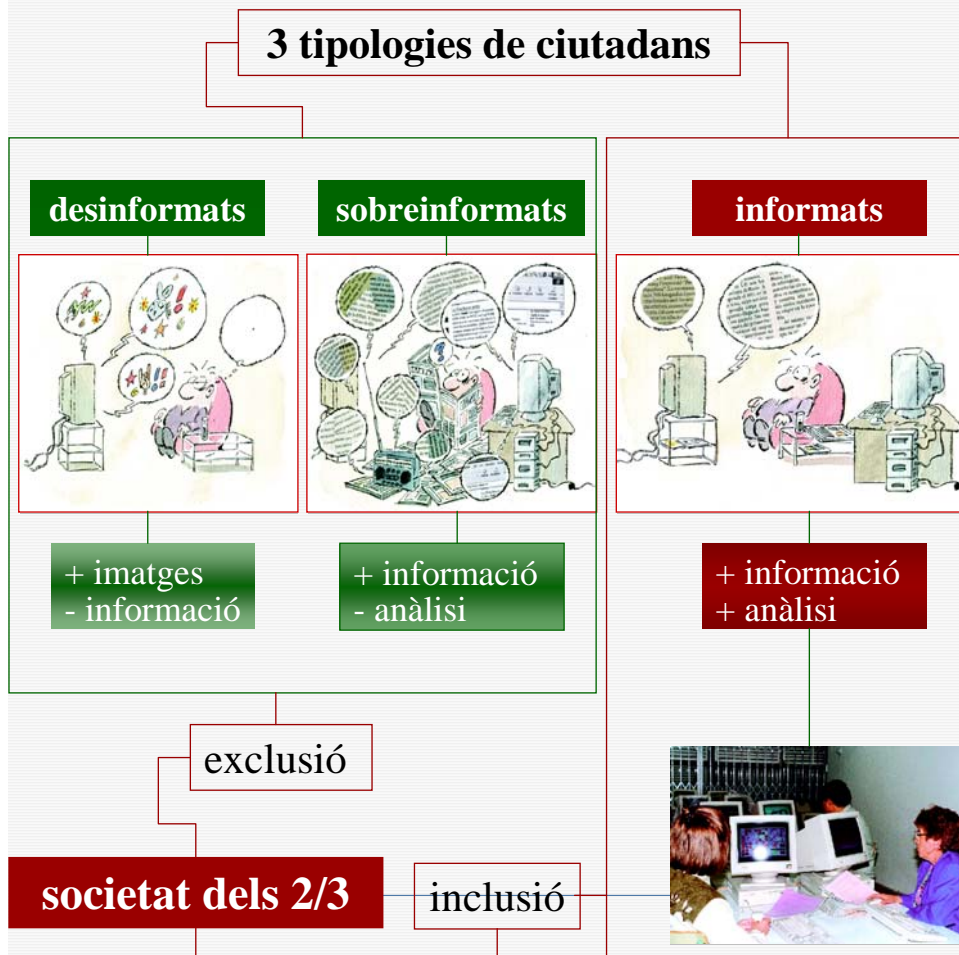 3 tipologies de ciutadans
desinformats
sobreinformats
informats
+ imatges
- informació
+ informació
- anàlisi
+ informació
+ anàlisi
exclusió
societat dels 2/3
inclusió